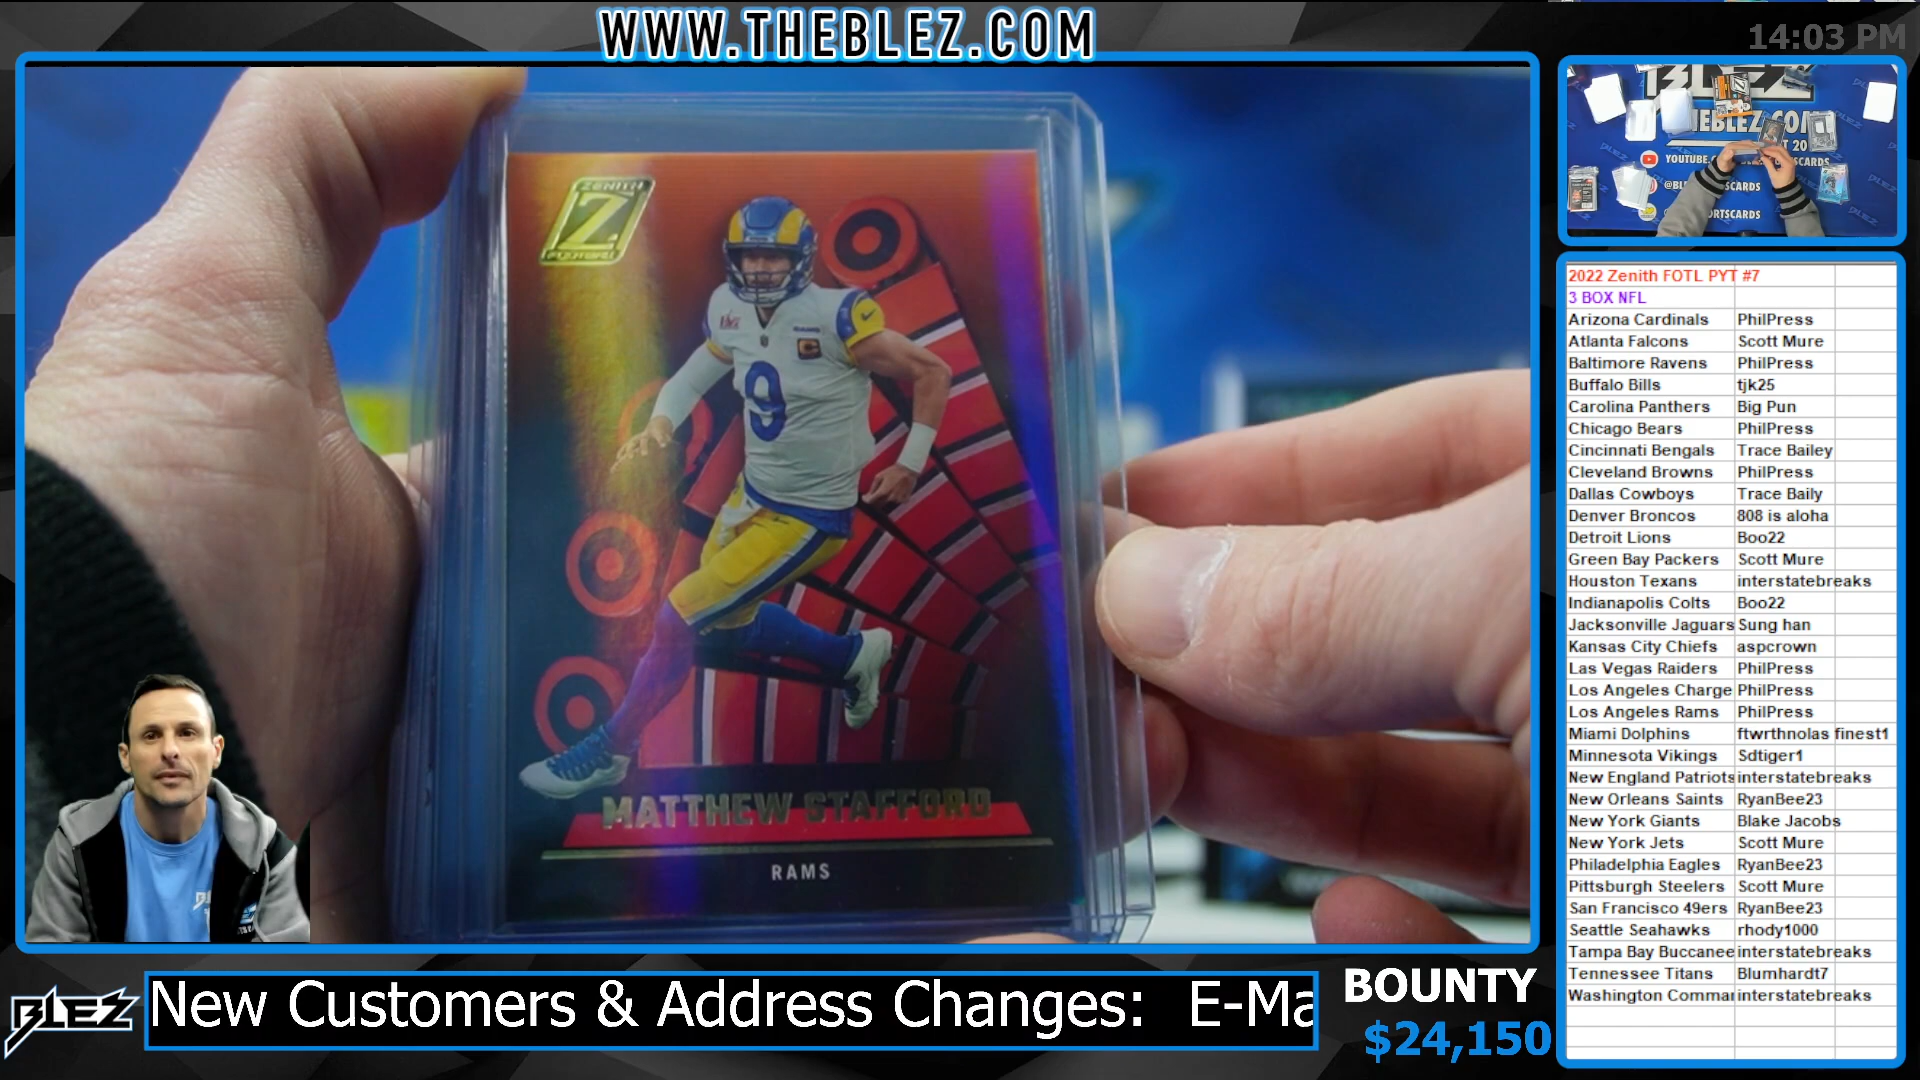 WWW.THEBLEZ.COM
14:03 PM
ZENITH
Z
FOOTBALL
C
9
MATTHEW STAFFORD
RAMS
BLEZ
THEBLEZ.COM
YOUTUBE.
2022 Zenith FOTL PYT #7
3 BOX NFL
Arizona Cardinals PhilPress
Atlanta Falcons Scott Mure
Baltimore Ravens PhilPress
Buffalo Bills tjk25
Carolina Panthers Big Pun
Chicago Bears PhilPress
Cincinnati Bengals Trace Bailey
Cleveland Browns PhilPress
Dallas Cowboys Trace Baily
Denver Broncos 808 is aloha
Detroit Lions Boo22
Green Bay Packers Scott Mure
Houston Texans interstatebreaks
Indianapolis Colts Boo22
Jacksonville Jaguars Sung han
Kansas City Chiefs aspcrown
Las Vegas Raiders PhilPress
Los Angeles Charge PhilPress
Los Angeles Rams PhilPress
Miami Dolphins ftwrthnolas finest1
Minnesota Vikings Sdtiger1
New England Patriots interstatebreaks
New Orleans Saints RyanBee23
New York Giants Blake Jacobs
New York Jets Scott Mure
Philadelphia Eagles RyanBee23
Pittsburgh Steelers Scott Mure
San Francisco 49ers RyanBee23
Seattle Seahawks rhody1000
Tampa Bay Buccanee interstatebreaks
Tennessee Titans Blumhardt7
Washington Comma interstatebreaks
BLEZ
New Customers & Address Changes: E-Ma
BOUNTY
$24,150